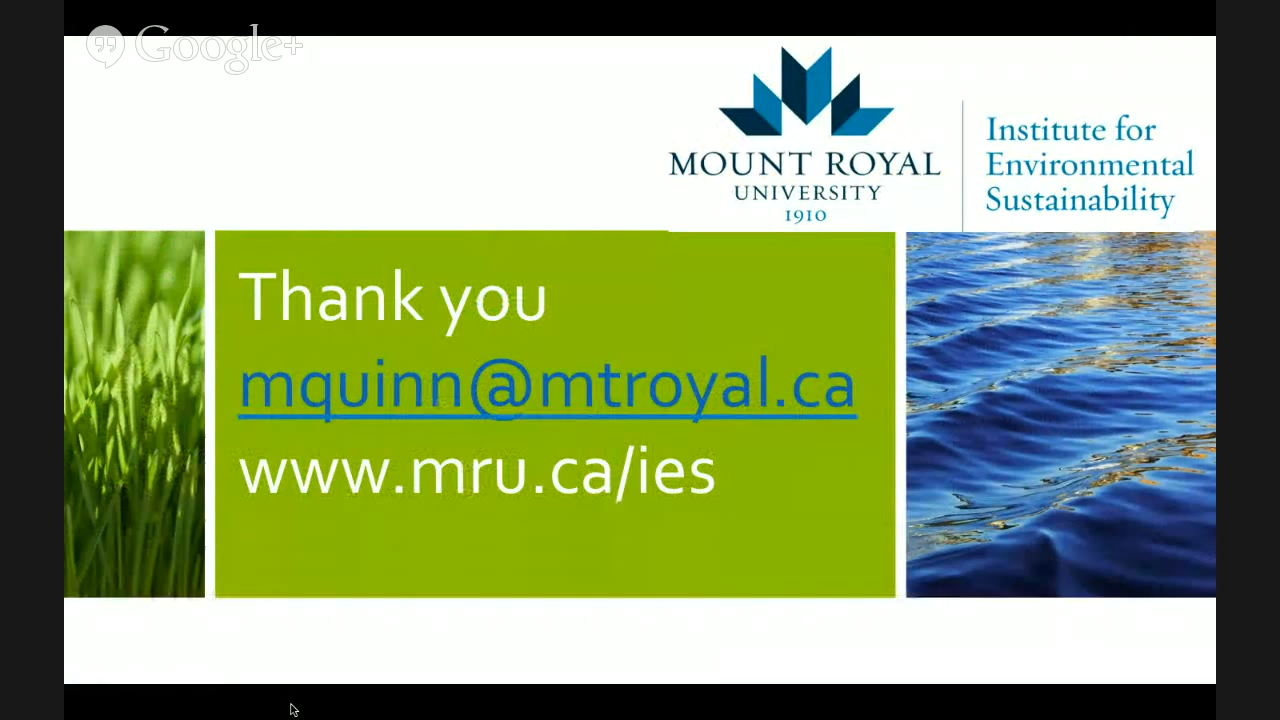 Google+
MOUNT ROYAL
UNIVERSITY
1910
Institute for
Environmental
Sustainability
Thank you
mquinn@mtroyal.ca
www.mru.ca/ies